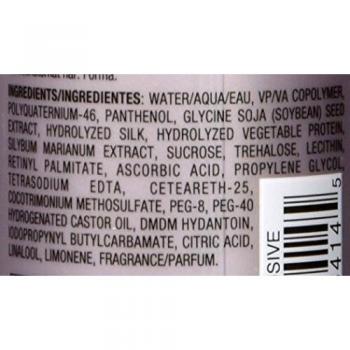 hair. Forma.
INGREDIENTS/INGREDIENTES: WATER/AQUA/EAU, VP/VA COPOLYMER,
POLYQUATERNIUM-46, PANTHENOL, GLYCINE SOJA (SOYBEAN) SEED
EXTRACT, HYDROLYZED SILK, HYDROLYZED VEGETABLE PROTEIN,
SILYBUM MARIANUM EXTRACT, SUCROSE, TREHALOSE, LECITHIN,
RETINYL PALMITATE, ASCORBIC ACID, PROPYLENE GLYCOL,
TETRASODIUM EDTA, CETEARETH-25,
COCOTRIMONIUM METHOSULFATE, PEG-8, PEG-40
HYDROGENATED CASTOR OIL, DMDM HYDANTOIN,
IODOPROPYNYL BUTYLCARBAMATE, CITRIC ACID,
LINALOOL, LIMONENE, FRAGRANCE/PARFUM.
SIVE
4145